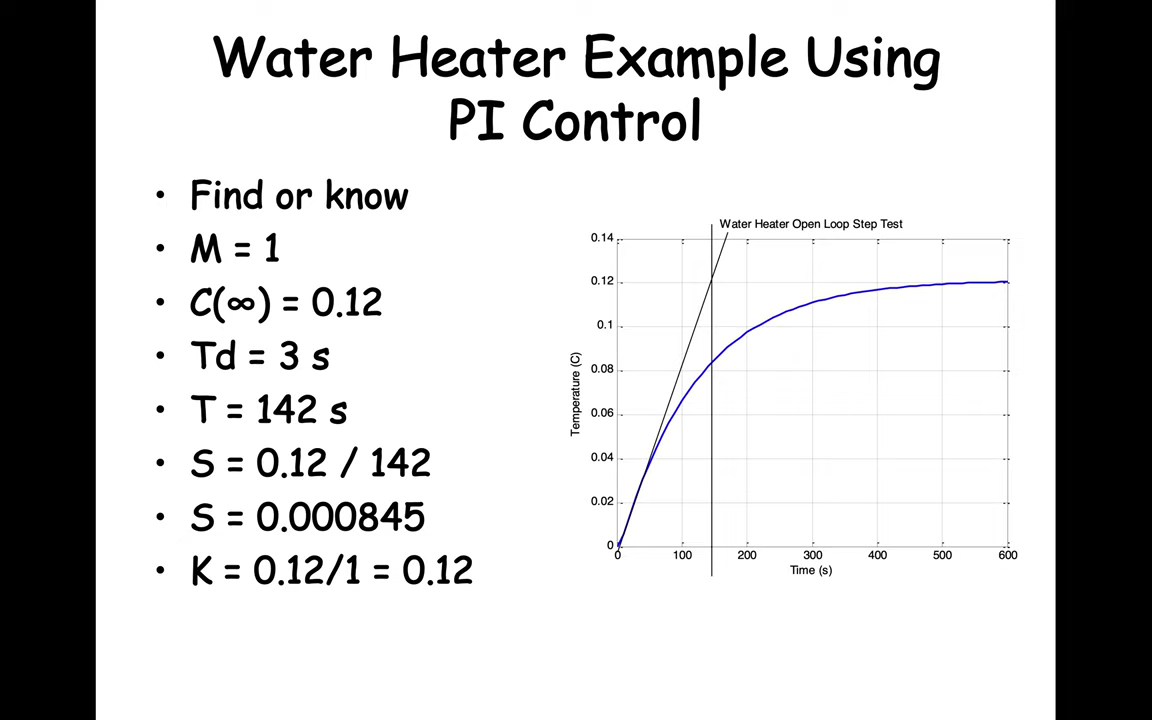 Water Heater Example Using
PI Control
• Find or know
• M = 1
• C(∞) = 0.12
• Td = 3 s
• T = 142 s
• S = 0.12 / 142
• S = 0.000845
• K = 0.12/1 = 0.12
Water Heater Open Loop Step Test
0.14
0.12
0.1
0.08
0.06
0.04
0.02
0
Temperature (C)
0 100 200 300 400 500 600
Time (s)